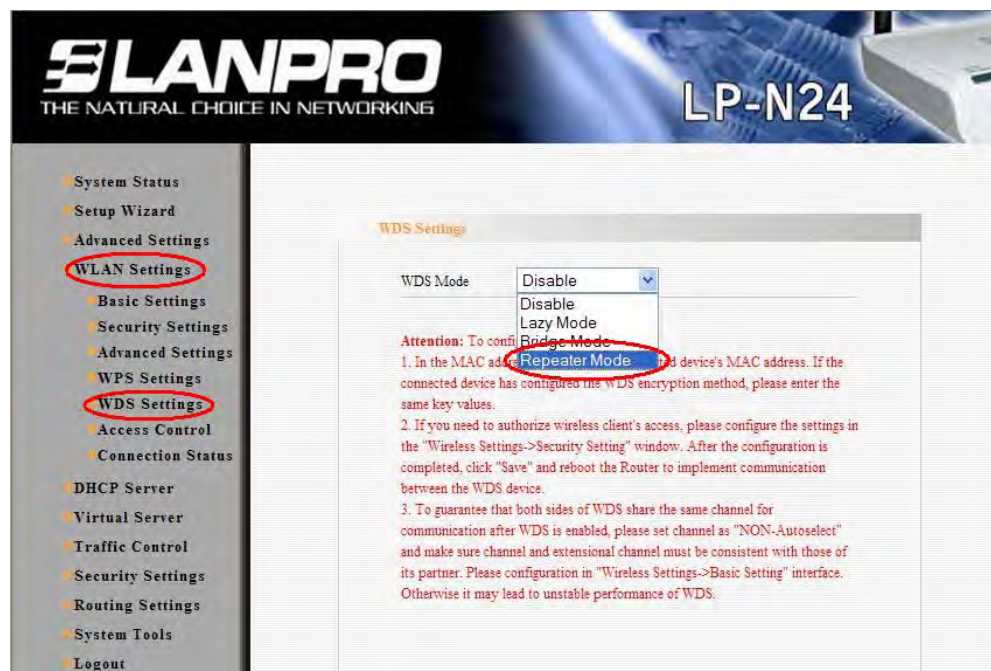 LANPRO
THE NATURAL CHOICE IN NETWORKING
LP-N24
System Status
Setup Wizard
Advanced Settings
WLAN Settings
Basic Settings
Security Settings
Advanced Settings
WPS Settings
WDS Settings
Access Control
Connection Status
DHCP Server
Virtual Server
Traffic Control
Security Settings
Routing Settings
System Tools
Logout
WDS Settings
WDS Mode
Disable
Disable
Lazy Mode
Bridge Mode
Repeater Mode
Attention: To
1. In the MAC device's MAC address. If the
connected device has configured the WDS encryption method, please enter the
same key values.
2. If you need to authorize wireless client's access, please configure the settings in
the "Wireless Settings->Security Setting" window. After the configuration is
completed, click "Save" and reboot the Router to implement communication
between the WDS device.
3. To guarantee that both sides of WDS share the same channel for
communication after WDS is enabled, please set channel as "NON-Autoselect"
and make sure channel and extensional channel must be consistent with those of
its partner. Please configuration in "Wireless Settings->Basic Setting" interface.
Otherwise it may lead to unstable performance of WDS.